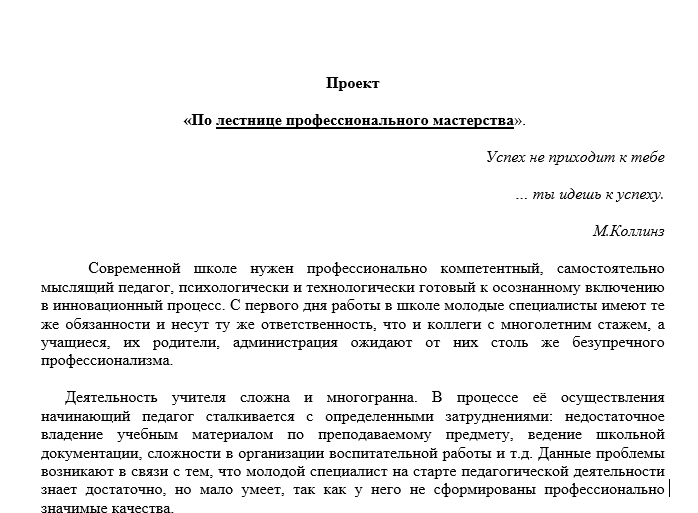 Проект
«По лестнице профессионального мастерства».
Успех не приходит к тебе
… ты идешь к успеху.
М.Коллинз
Современной школе нужен профессионально компетентный, самостоятельно
мыслящий педагог, психологически и технологически готовый к осознанному включению
в инновационный процесс. С первого дня работы в школе молодые специалисты имеют те
же обязанности и несут ту же ответственность, что и коллеги с многолетним стажем, а
учащиеся, их родители, администрация ожидают от них столь же безупречного
профессионализма.
Деятельность учителя сложна и многогранна. В процессе её осуществления
начинающий педагог сталкивается с определенными затруднениями: недостаточное
владение учебным материалом по преподаваемому предмету, ведение школьной
документации, сложности в организации воспитательной работы и т.д. Данные проблемы
возникают в связи с тем, что молодой специалист на старте педагогической деятельности
знает достаточно, но мало умеет, так как у него не сформированы профессионально
значимые качества.